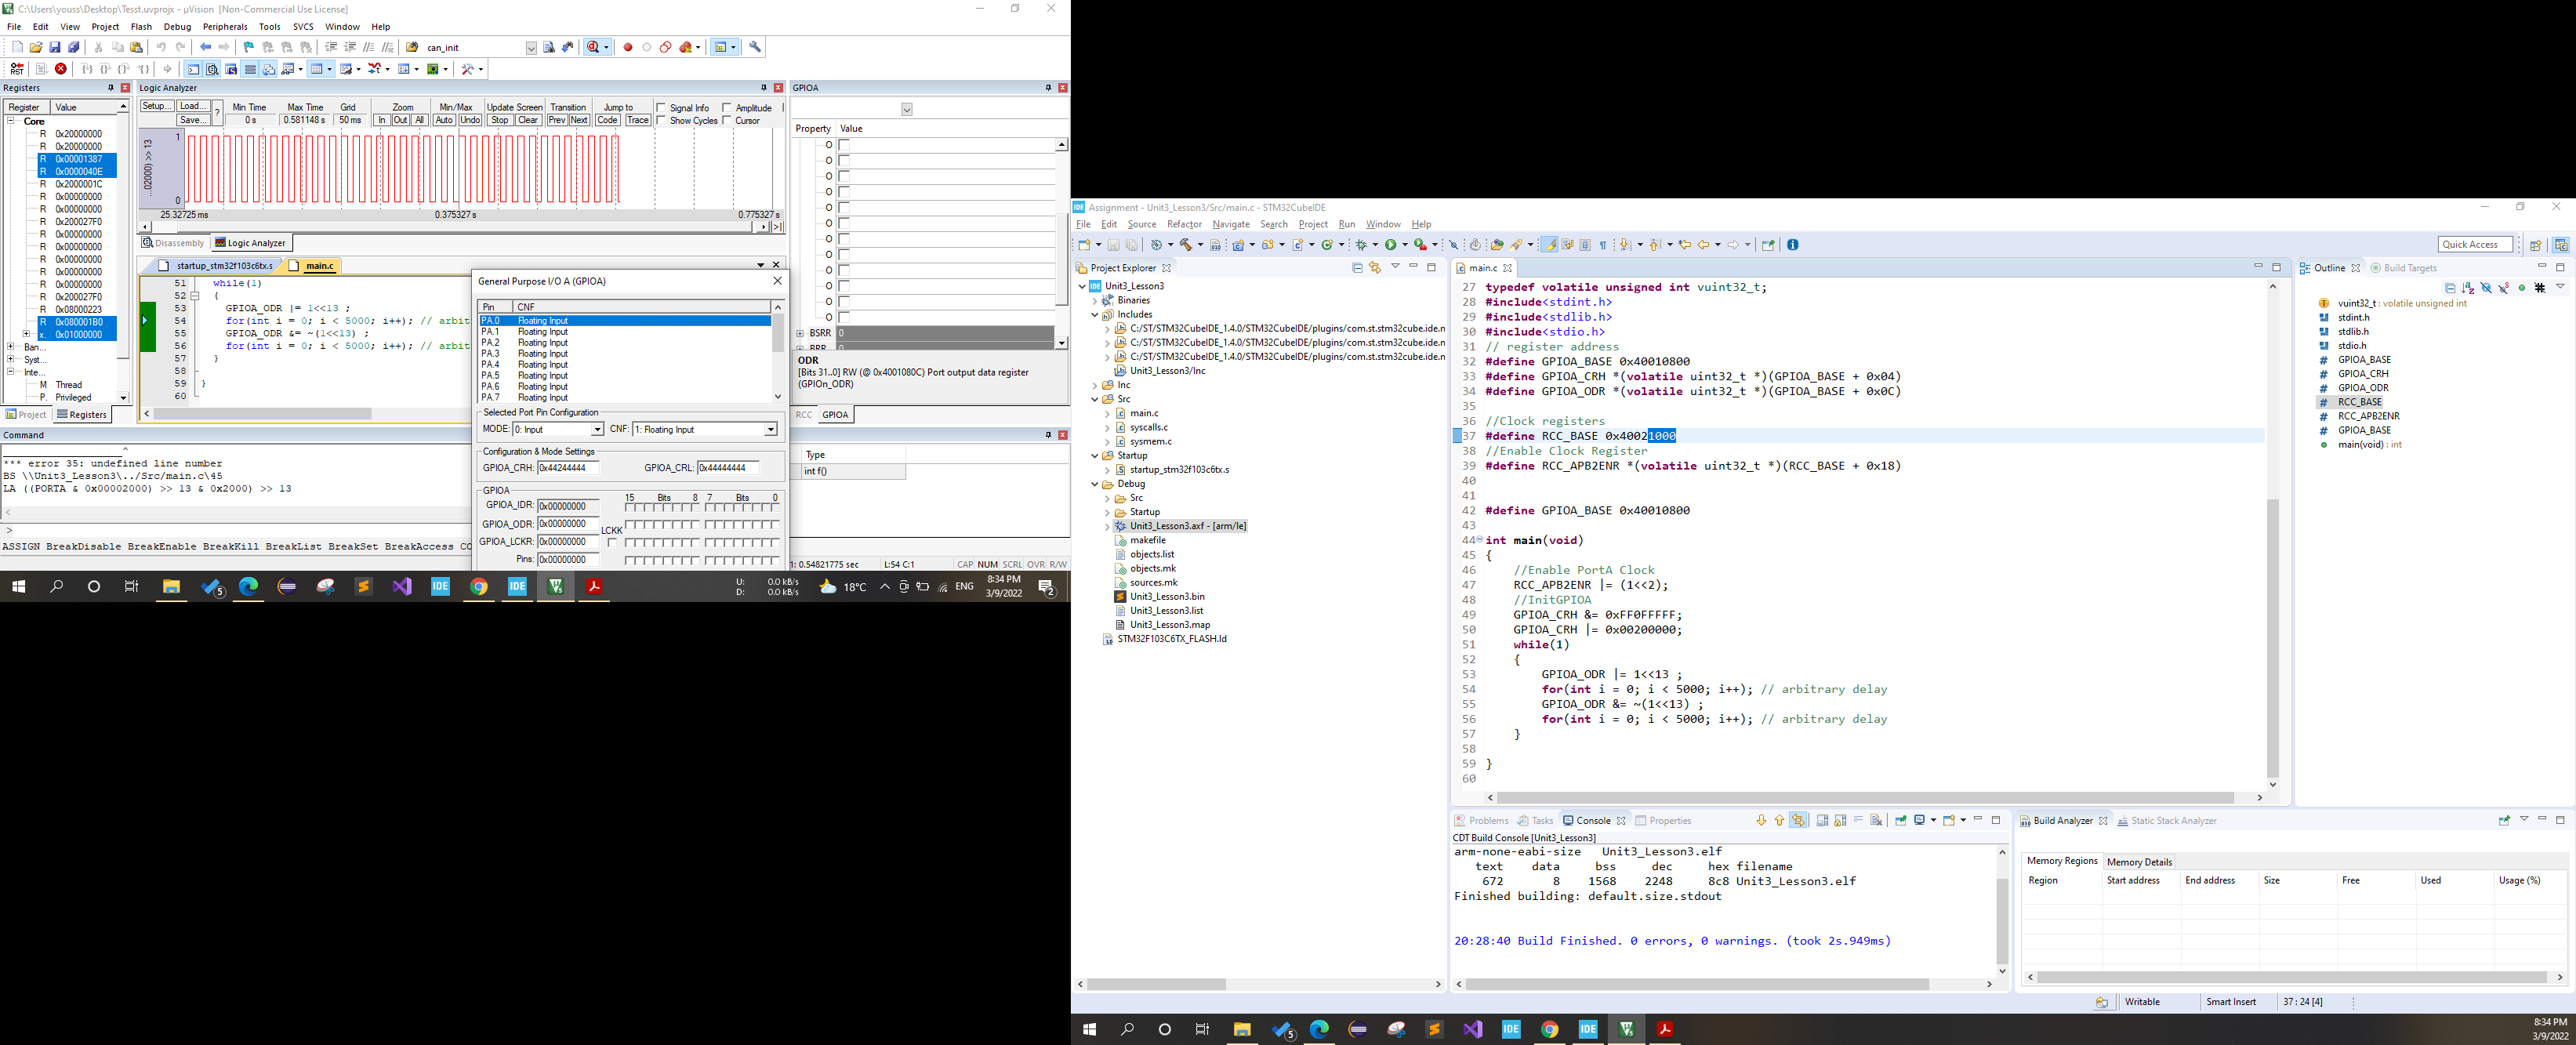 C:\Users\youss\Desktop\Tesst.uvprojx - µVision [Non-Commercial Use License]
File Edit View Project Flash Debug Peripherals Tools SVCS Window Help
can_init
Registers
Register Value
Core
R 0x20000000
R 0x20000000
R 0x00001387
R 0x0000040E
R 0x2000001C
R 0x00000000
R 0x00000000
R 0x200027F0
R 0x00000000
R 0x00000000
R 0x00000000
R 0x00000000
R 0x00000000
R 0x200027F0
R 0x08000223
R 0x080001B0
x. 0x01000000
Ban...
Syst...
Inte...
M Thread
P. Privileged
Project Registers
Logic Analyzer
Setup... Load... Save... ?
Min Time Max Time Grid Zoom Min/Max Update Screen Transition Jump to Signal Info Amplitude
0 s 0.581148 s 50 ms In Out All Auto Undo Stop Clear Prev Next Code Trace Show Cycles Cursor
...02000) >> 13
1
0
25.32725 ms 0.375327 s 0.775327 s
Disassembly Logic Analyzer
startup_stm32f103c6tx.s main.c
51 while(1)
52 {
53 GPIOA_ODR |= 1<<13 ;
54 for(int i = 0; i < 5000; i++); // arbit
55 GPIOA_ODR &= ~(1<<13) ;
56 for(int i = 0; i < 5000; i++); // arbit
57 }
58
59 }
60
GPIOA
Property Value
O
O
O
O
O
O
O
O
O
O
O
O
BSRR 0
ODR
[Bits 31..0] RW (@ 0x4001080C) Port output data register
(GPIOn_ODR)
RCC GPIOA
General Purpose I/O A (GPIOA)
Pin CNF
PA.0 Floating Input
PA.1 Floating Input
PA.2 Floating Input
PA.3 Floating Input
PA.4 Floating Input
PA.5 Floating Input
PA.6 Floating Input
PA.7 Floating Input
Selected Port Pin Configuration
MODE: 0: Input CNF: 1: Floating Input
Configuration & Mode Settings
GPIOA_CRH: 0x44244444 GPIOA_CRL: 0x44444444
GPIOA
15 Bits 8 7 Bits 0
GPIOA_IDR: 0x00000000
GPIOA_ODR: 0x00000000
LCKK
GPIOA_LCKR: 0x00000000
Pins: 0x00000000
Command
*** error 35: undefined line number
BS \\Unit3_Lesson3\../Src/main.c\45
LA ((PORTA & 0x00002000) >> 13 & 0x2000) >> 13
>
ASSIGN BreakDisable BreakEnable BreakKill BreakList BreakSet BreakAccess CO
Type
int f()
1: 0.54821775 sec L:54 C:1 CAP NUM SCRL OVR R/W
U: 0.0 kB/s
D: 0.0 kB/s
18°C ENG
8:34 PM
3/9/2022
Assignment - Unit3_Lesson3/Src/main.c - STM32CubeIDE
File Edit Source Refactor Navigate Search Project Run Window Help
Quick Access
Project Explorer
Unit3_Lesson3
Binaries
Includes
C:/ST/STM32CubeIDE_1.4.0/STM32CubeIDE/plugins/com.st.stm32cube.ide.n
C:/ST/STM32CubeIDE_1.4.0/STM32CubeIDE/plugins/com.st.stm32cube.ide.n
C:/ST/STM32CubeIDE_1.4.0/STM32CubeIDE/plugins/com.st.stm32cube.ide.n
Unit3_Lesson3/Inc
Inc
Src
main.c
syscalls.c
sysmem.c
Startup
startup_stm32f103c6tx.s
Debug
Src
Startup
Unit3_Lesson3.axf - [arm/le]
makefile
objects.list
objects.mk
sources.mk
Unit3_Lesson3.bin
Unit3_Lesson3.list
Unit3_Lesson3.map
STM32F103C6TX_FLASH.ld
main.c
27 typedef volatile unsigned int vuint32_t;
28 #include<stdint.h>
29 #include<stdlib.h>
30 #include<stdio.h>
31 // register address
32 #define GPIOA_BASE 0x40010800
33 #define GPIOA_CRH *(volatile uint32_t *)(GPIOA_BASE + 0x04)
34 #define GPIOA_ODR *(volatile uint32_t *)(GPIOA_BASE + 0x0C)
35
36 //Clock registers
37 #define RCC_BASE 0x40021000
38 //Enable Clock Register
39 #define RCC_APB2ENR *(volatile uint32_t *)(RCC_BASE + 0x18)
40
41
42 #define GPIOA_BASE 0x40010800
43
44 int main(void)
45 {
46 //Enable PortA Clock
47 RCC_APB2ENR |= (1<<2);
48 //InitGPIOA
49 GPIOA_CRH &= 0xFF0FFFFF;
50 GPIOA_CRH |= 0x00200000;
51 while(1)
52 {
53 GPIOA_ODR |= 1<<13 ;
54 for(int i = 0; i < 5000; i++); // arbitrary delay
55 GPIOA_ODR &= ~(1<<13) ;
56 for(int i = 0; i < 5000; i++); // arbitrary delay
57 }
58
59 }
60
Outline Build Targets
vuint32_t : volatile unsigned int
stdint.h
stdlib.h
stdio.h
GPIOA_BASE
GPIOA_CRH
GPIOA_ODR
RCC_BASE
RCC_APB2ENR
GPIOA_BASE
main(void) : int
Problems Tasks Console Properties
CDT Build Console [Unit3_Lesson3]
arm-none-eabi-size Unit3_Lesson3.elf
text data bss dec hex filename
672 8 1568 2248 8c8 Unit3_Lesson3.elf
Finished building: default.size.stdout
20:28:40 Build Finished. 0 errors, 0 warnings. (took 2s.949ms)
Build Analyzer Static Stack Analyzer
Memory Regions Memory Details
Region Start address End address Size Free Used Usage (%)
Writable Smart Insert 37 : 24 [4]
8:34 PM
3/9/2022